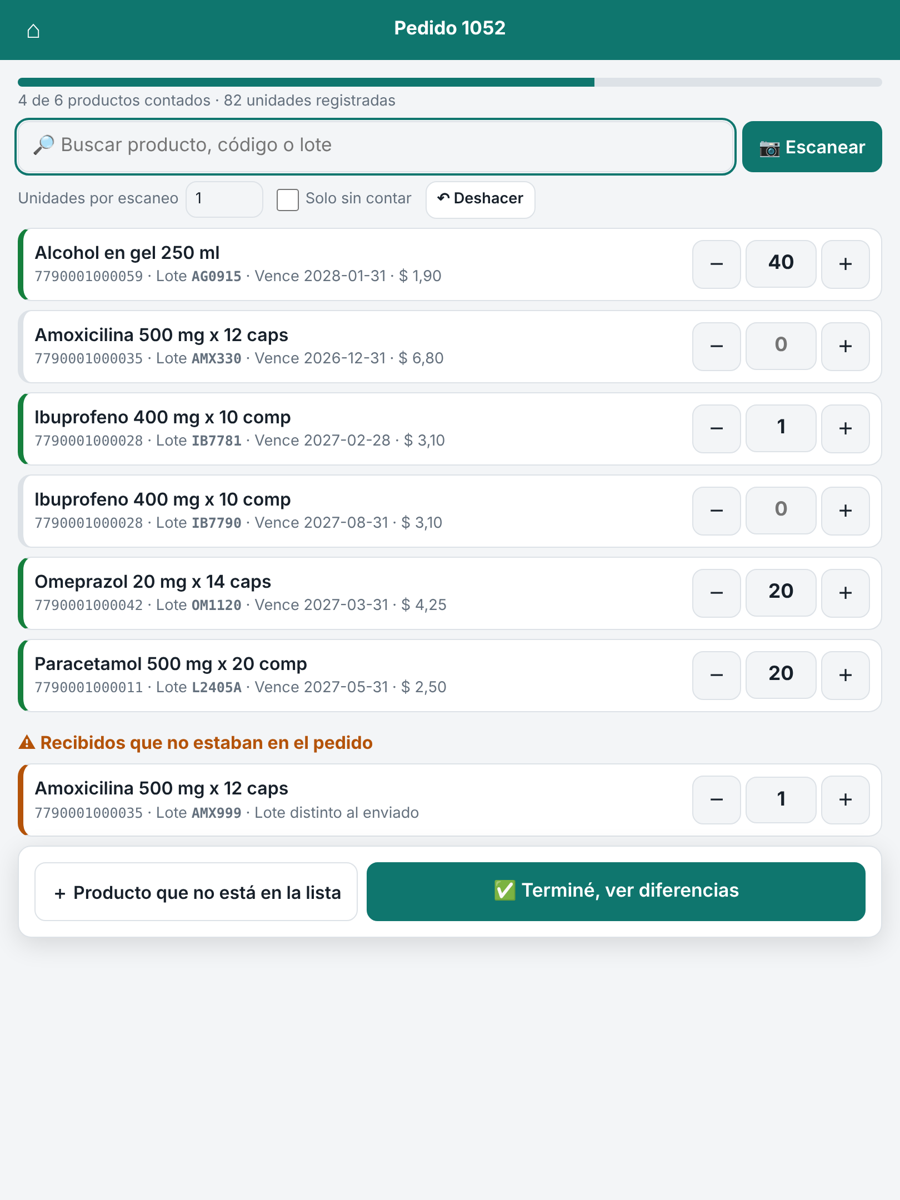 ⌂ Pedido 1052
4 de 6 productos contados · 82 unidades registradas
🔎 Buscar producto, código o lote
📷 Escanear
Unidades por escaneo 1 Solo sin contar ↶ Deshacer
Alcohol en gel 250 ml
7790001000059 · Lote AG0915 · Vence 2028-01-31 · $ 1,90
− 40 +
Amoxicilina 500 mg x 12 caps
7790001000035 · Lote AMX330 · Vence 2026-12-31 · $ 6,80
− 0 +
Ibuprofeno 400 mg x 10 comp
7790001000028 · Lote IB7781 · Vence 2027-02-28 · $ 3,10
− 1 +
Ibuprofeno 400 mg x 10 comp
7790001000028 · Lote IB7790 · Vence 2027-08-31 · $ 3,10
− 0 +
Omeprazol 20 mg x 14 caps
7790001000042 · Lote OM1120 · Vence 2027-03-31 · $ 4,25
− 20 +
Paracetamol 500 mg x 20 comp
7790001000011 · Lote L2405A · Vence 2027-05-31 · $ 2,50
− 20 +
⚠ Recibidos que no estaban en el pedido
Amoxicilina 500 mg x 12 caps
7790001000035 · Lote AMX999 · Lote distinto al enviado
− 1 +
+ Producto que no está en la lista
✅ Terminé, ver diferencias